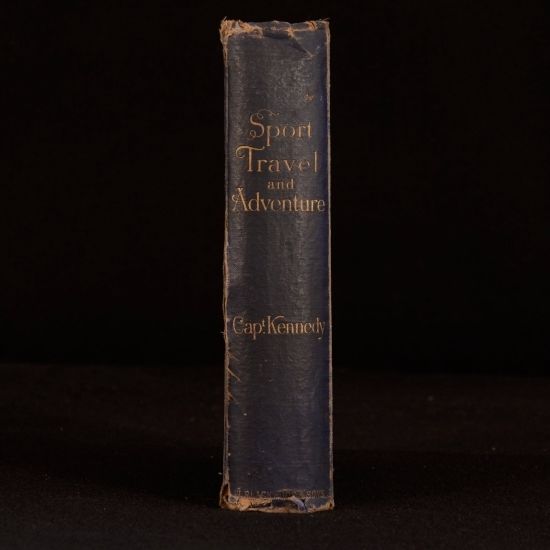 Sport
Travel
and
Adventure
Capt. Kennedy